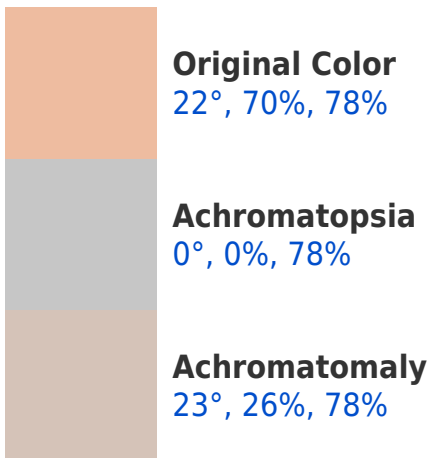 Original Color
22°, 70%, 78%
Achromatopsia
0°, 0%, 78%
Achromatomaly
23°, 26%, 78%